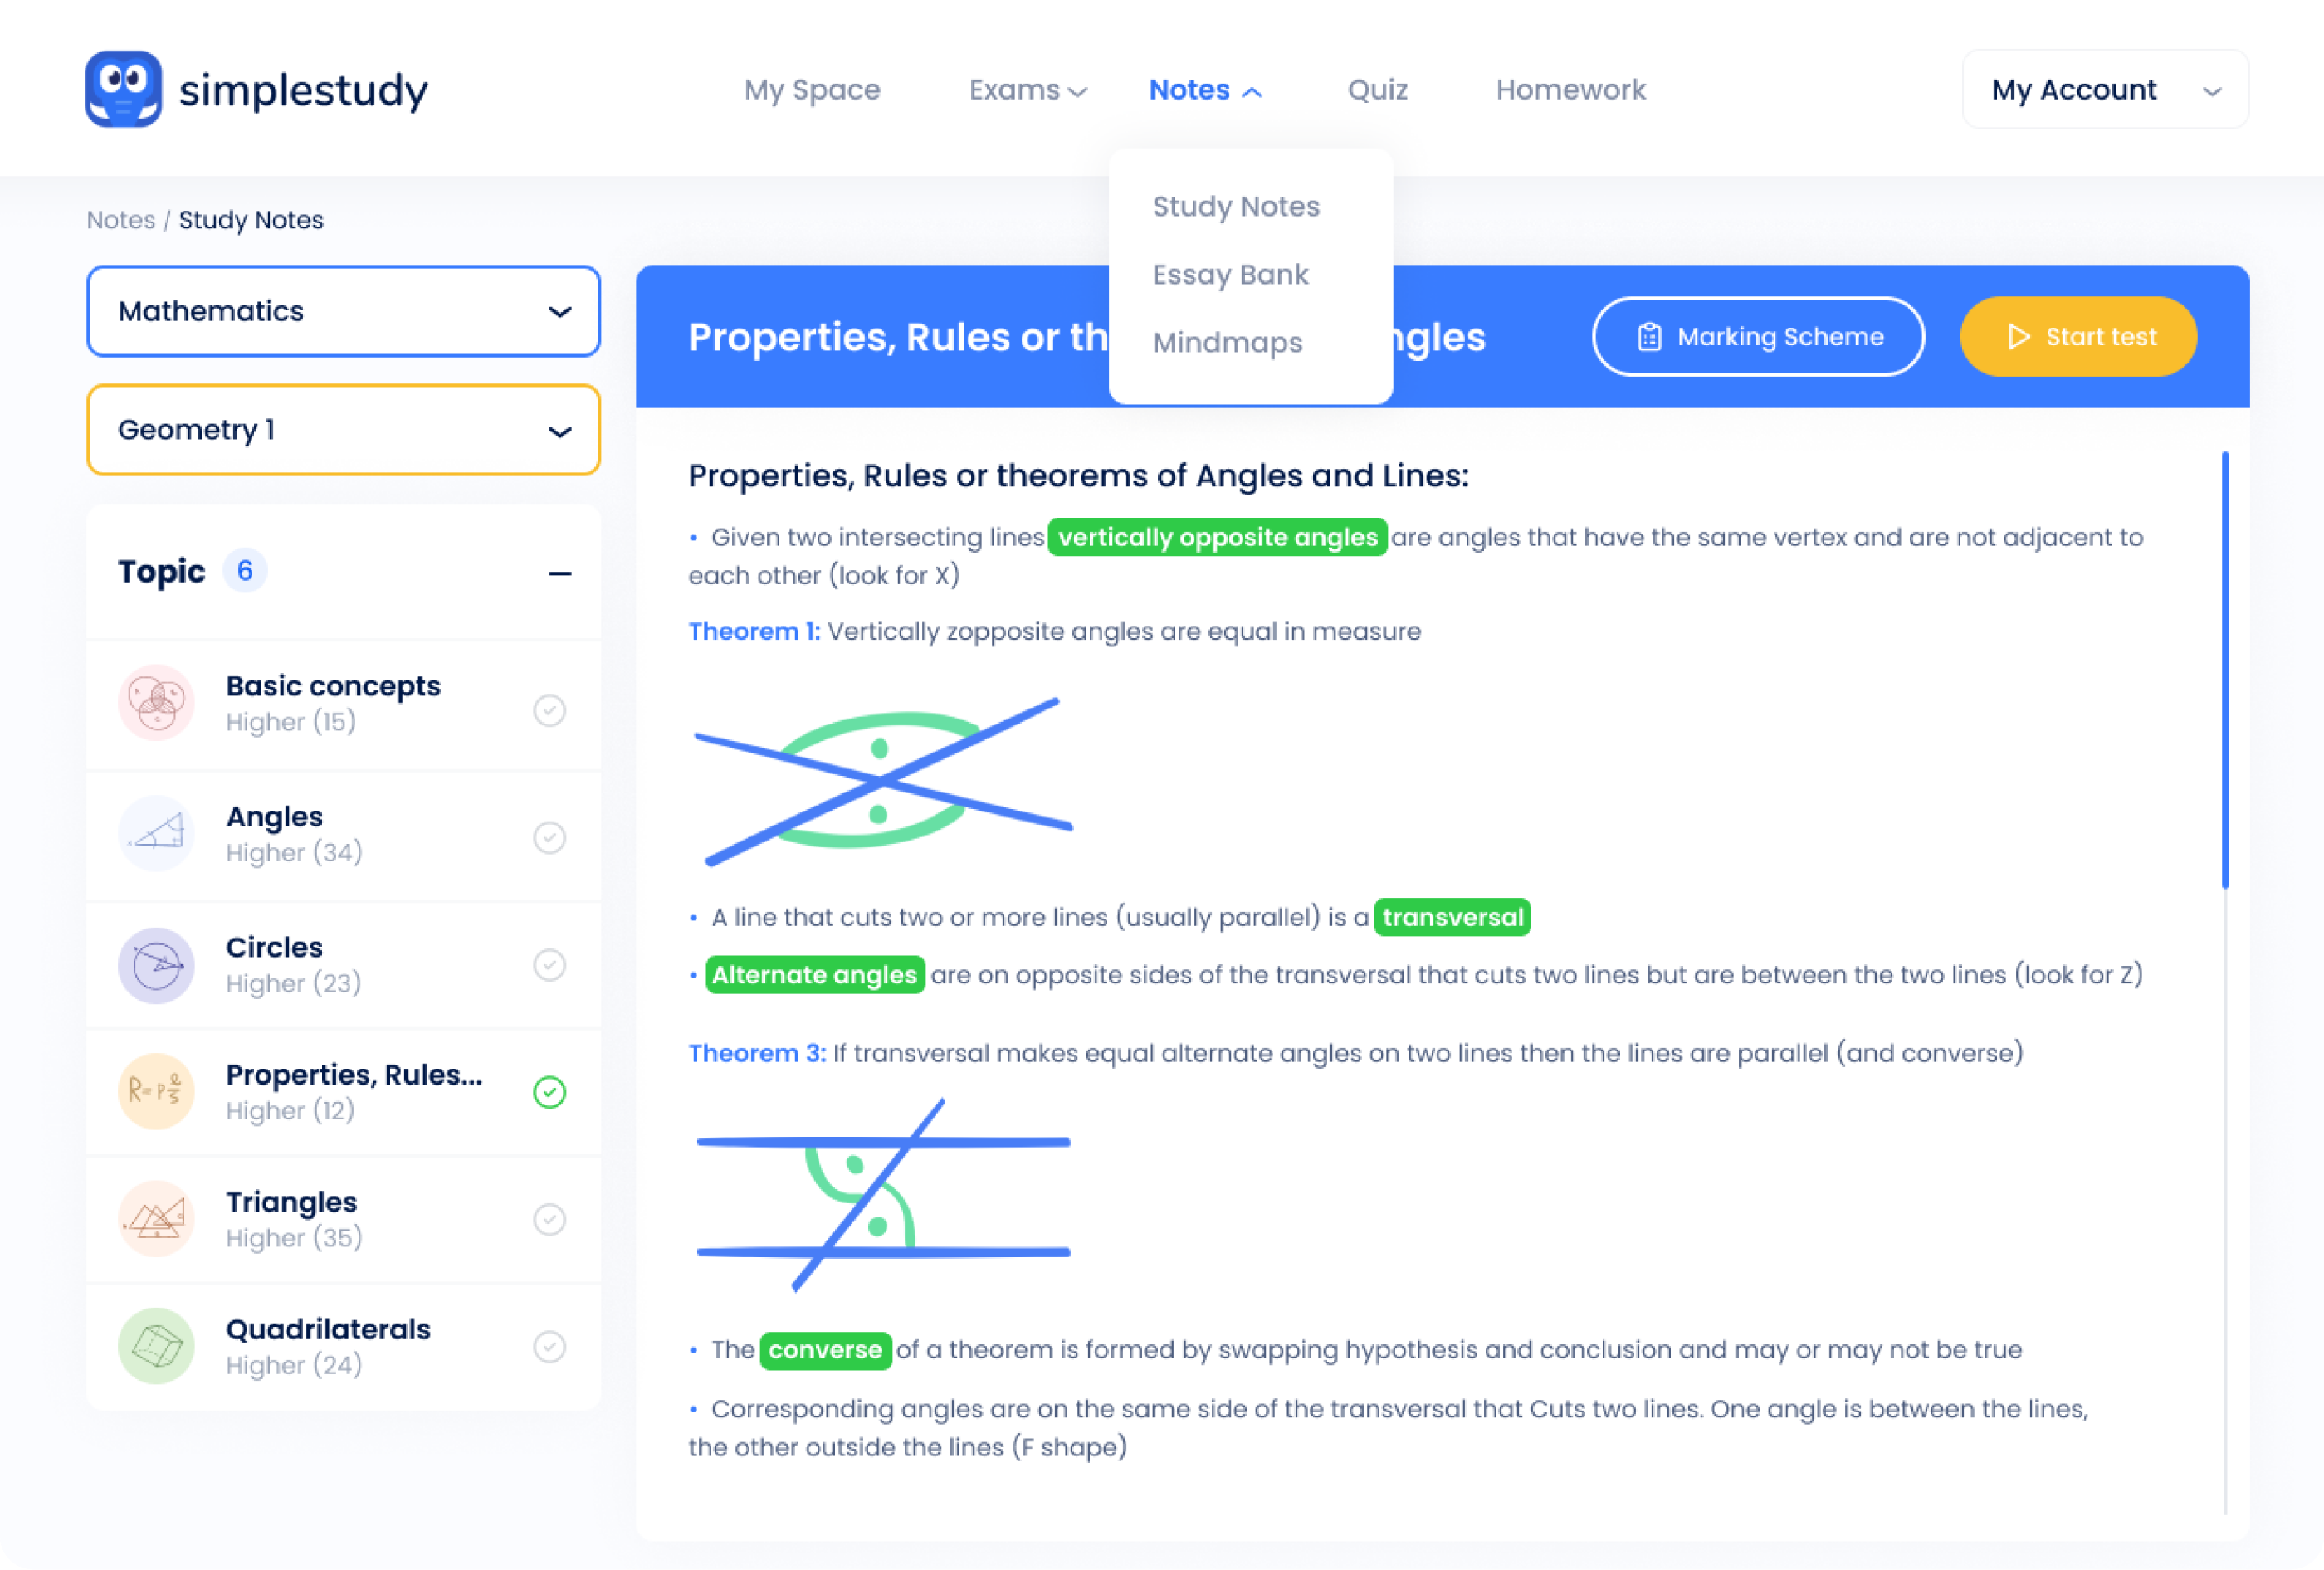 simplestudy
My Space
Exams
Notes
Quiz
Homework
My Account
Study Notes
Essay Bank
Mindmaps
Notes / Study Notes
Mathematics
Geometry 1
Topic 6
Basic concepts
Higher (15)
Angles
Higher (34)
Circles
Higher (23)
R= P
Properties, Rules...
Higher (12)
Triangles
Higher (35)
Quadrilaterals
Higher (24)
Properties, Rules or th ngles
Marking Scheme
Start test
Properties, Rules or theorems of Angles and Lines:
• Given two intersecting lines vertically opposite angles are angles that have the same vertex and are not adjacent to
each other (look for X)
Theorem 1: Vertically zopposite angles are equal in measure
• A line that cuts two or more lines (usually parallel) is a transversal
• Alternate angles are on opposite sides of the transversal that cuts two lines but are between the two lines (look for Z)
Theorem 3: If transversal makes equal alternate angles on two lines then the lines are parallel (and converse)
• The converse of a theorem is formed by swapping hypothesis and conclusion and may or may not be true
• Corresponding angles are on the same side of the transversal that Cuts two lines. One angle is between the lines,
the other outside the lines (F shape)